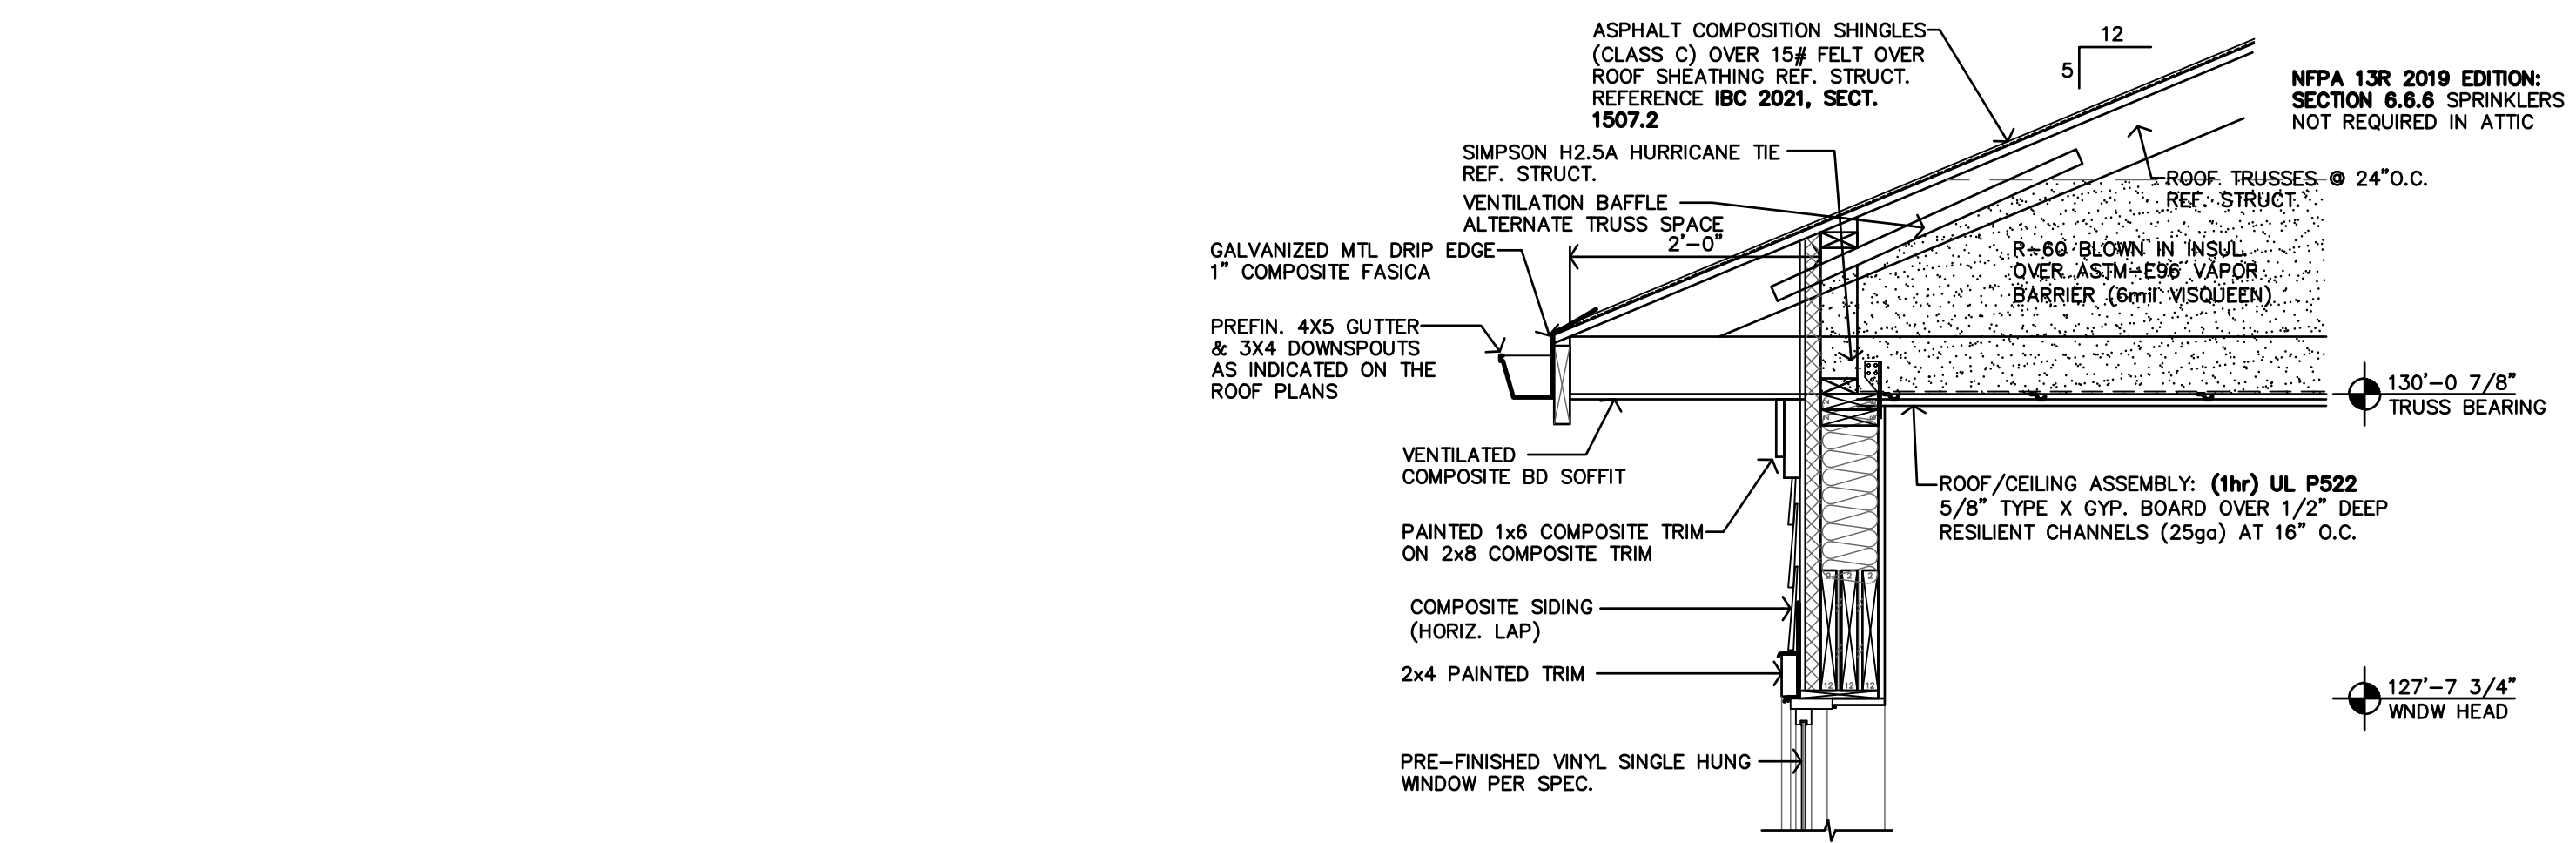 ASPHALT COMPOSITION SHINGLES
(CLASS C) OVER 15# FELT OVER
ROOF SHEATHING REF. STRUCT.
REFERENCE IBC 2021, SECT.
1507.2
12
5
NFPA 13R 2019 EDITION:
SECTION 6.6.6 SPRINKLERS
NOT REQUIRED IN ATTIC
SIMPSON H2.5A HURRICANE TIE
REF. STRUCT.
ROOF TRUSSES @ 24"O.C.
REF. STRUCT.
VENTILATION BAFFLE
ALTERNATE TRUSS SPACE
2'-0"
GALVANIZED MTL DRIP EDGE
1" COMPOSITE FASICA
R-60 BLOWN IN INSUL.
OVER ASTM-E96 VAPOR
BARRIER (6mil VISQUEEN)
PREFIN. 4X5 GUTTER
& 3X4 DOWNSPOUTS
AS INDICATED ON THE
ROOF PLANS
130'-0 7/8"
TRUSS BEARING
VENTILATED
COMPOSITE BD SOFFIT
ROOF/CEILING ASSEMBLY: (1hr) UL P522
5/8" TYPE X GYP. BOARD OVER 1/2" DEEP
RESILIENT CHANNELS (25ga) AT 16" O.C.
PAINTED 1x6 COMPOSITE TRIM
ON 2x8 COMPOSITE TRIM
2 2 2
COMPOSITE SIDING
(HORIZ. LAP)
2x4 PAINTED TRIM
12 12 12
127'-7 3/4"
WNDW HEAD
PRE-FINISHED VINYL SINGLE HUNG
WINDOW PER SPEC.